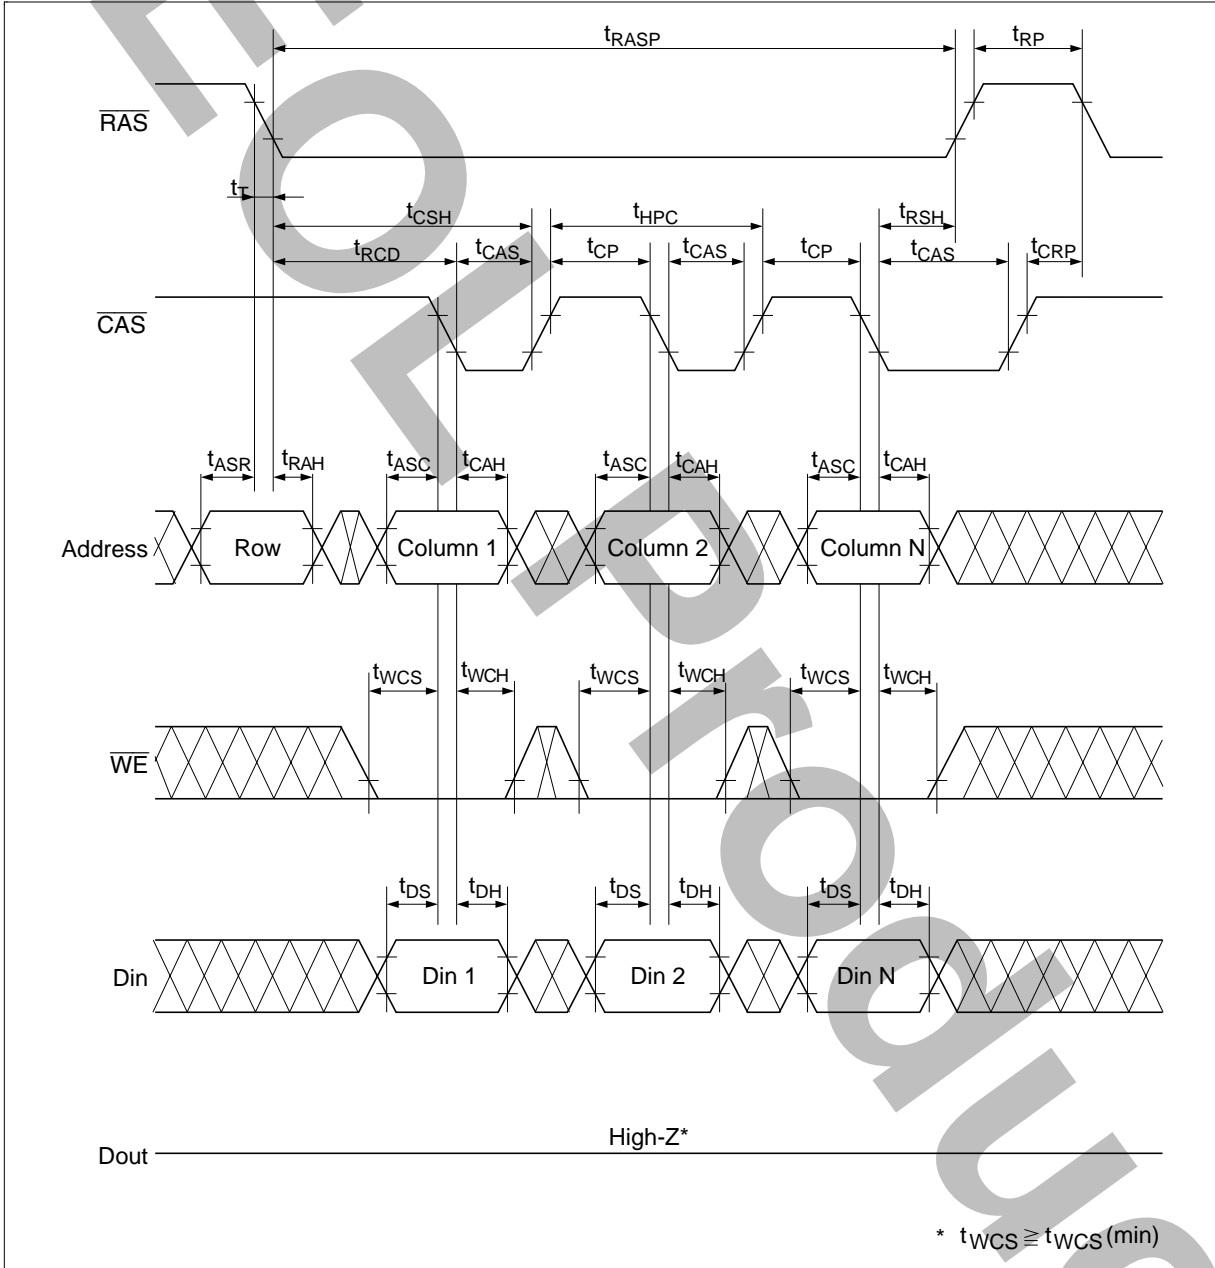 tRASP tRP
RAS
tT
tCSH tHPC tRSH
tRCD tCAS tCP tCAS tCP tCAS tCRP
CAS
tASR tRAH tASC tCAH tASC tCAH tASC tCAH
Address Row Column 1 Column 2 Column N
tWCS tWCH tWCS tWCH tWCS tWCH
WE
tDS tDH tDS tDH tDS tDH
Din Din 1 Din 2 Din N
High-Z*
Dout
* tWCS ≧ tWCS (min)
EOL Produc